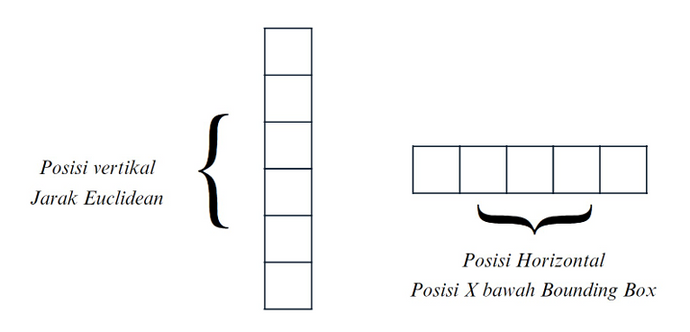 Posisi vertikal
Jarak Euclidean
Posisi Horizontal
Posisi X bawah Bounding Box